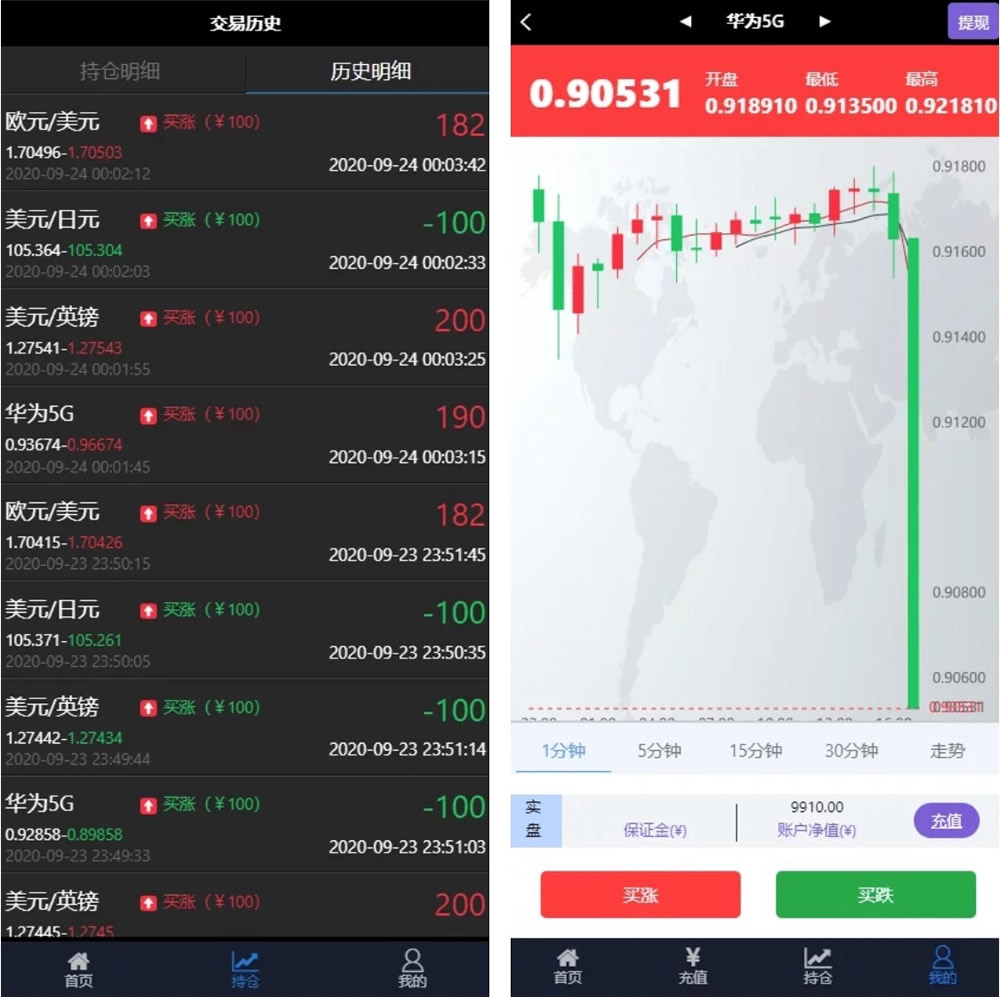 交易历史
持仓明细
历史明细
欧元/美元 买涨（￥100） 182
1.70496-1.70503
2020-09-24 00:02:12
2020-09-24 00:03:42
美元/日元 买涨（￥100） -100
105.364-105.304
2020-09-24 00:02:03
2020-09-24 00:02:33
美元/英镑 买涨（￥100） 200
1.27541-1.27543
2020-09-24 00:01:55
2020-09-24 00:03:25
华为5G 买涨（￥100） 190
0.93674-0.96674
2020-09-24 00:01:45
2020-09-24 00:03:15
欧元/美元 买涨（￥100） 182
1.70415-1.70426
2020-09-23 23:50:15
2020-09-23 23:51:45
美元/日元 买涨（￥100） -100
105.371-105.261
2020-09-23 23:50:05
2020-09-23 23:50:35
美元/英镑 买涨（￥100） -100
1.27442-1.27434
2020-09-23 23:49:44
2020-09-23 23:51:14
华为5G 买涨（￥100） -100
0.92858-0.89858
2020-09-23 23:49:33
2020-09-23 23:51:03
美元/英镑 买涨（￥100） 200
1.27445-1.2745
首页
持仓
我的
华为5G
提现
0.90531
开盘 最低 最高
0.918910 0.913500 0.921810
0.91800
0.91600
0.91400
0.91200
0.90800
0.90600
1分钟 5分钟 15分钟 30分钟 走势
实盘
保证金(¥)
9910.00
账户净值(¥)
充值
买涨
买跌
首页
充值
持仓
我的